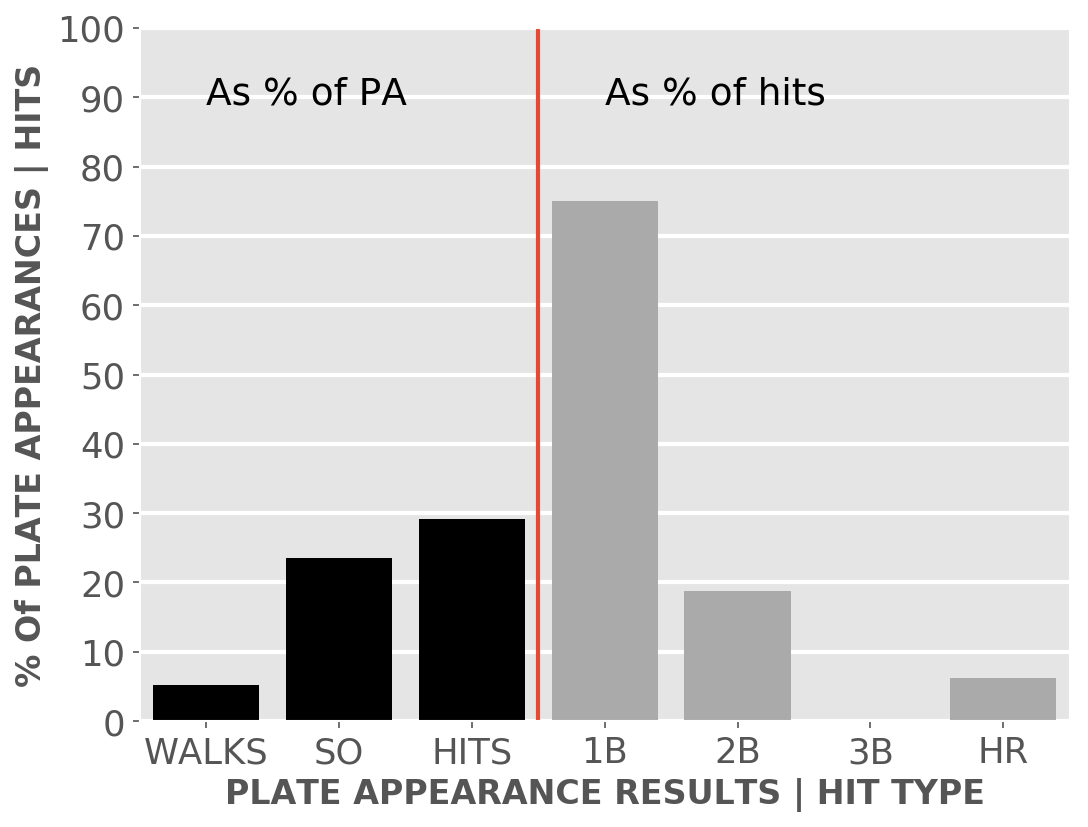 % Of PLATE APPEARANCES | HITS
100
90
80
70
60
50
40
30
20
10
0
As % of PA
As % of hits
WALKS SO HITS 1B 2B 3B HR
PLATE APPEARANCE RESULTS | HIT TYPE